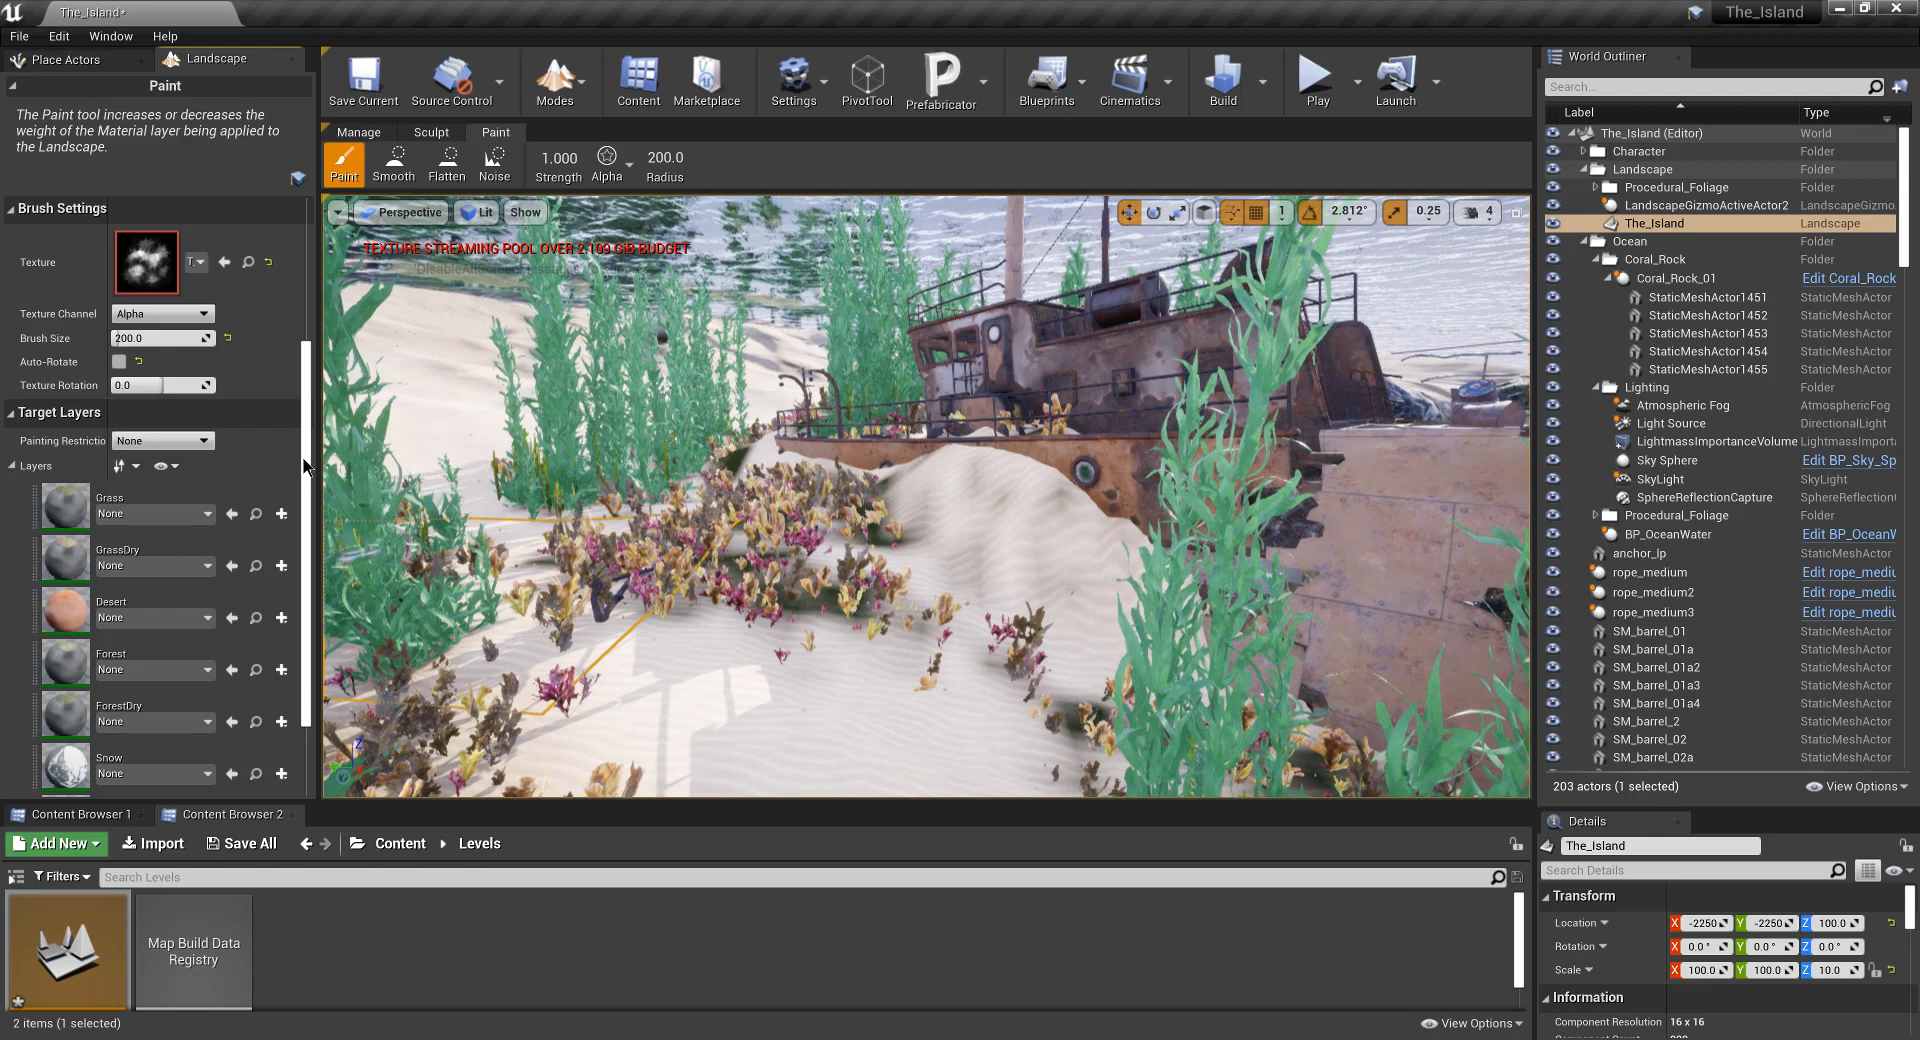 The_Island*
The_Island
File Edit Window Help
Place Actors
Landscape
Paint
The Paint tool increases or decreases the
weight of the Material layer being applied to
the Landscape.
Brush Settings
Texture
T
Texture Channel
Alpha
Brush Size
200.0
Auto-Rotate
Texture Rotation
0.0
Target Layers
Painting Restrictio
None
Layers
Grass
None
GrassDry
None
Desert
None
Forest
None
ForestDry
None
Snow
None
Save Current
Source Control
Modes
Content
Marketplace
Settings
PivotTool
Prefabricator
Blueprints
Cinematics
Build
Play
Launch
Manage
Sculpt
Paint
Paint
Smooth
Flatten
Noise
1.000
Strength
Alpha
200.0
Radius
Perspective
Lit
Show
1
2.812°
0.25
4
TEXTURE STREAMING POOL OVER 2.109 GiB BUDGET
Z
X
World Outliner
Search...
Label
Type
The_Island (Editor) World
Character Folder
Landscape Folder
Procedural_Foliage Folder
LandscapeGizmoActiveActor2 LandscapeGizmo
The_Island Landscape
Ocean Folder
Coral_Rock Folder
Coral_Rock_01 Edit Coral_Rock
StaticMeshActor1451 StaticMeshActor
StaticMeshActor1452 StaticMeshActor
StaticMeshActor1453 StaticMeshActor
StaticMeshActor1454 StaticMeshActor
StaticMeshActor1455 StaticMeshActor
Lighting Folder
Atmospheric Fog AtmosphericFog
Light Source DirectionalLight
LightmassImportanceVolume LightmassImporta
Sky Sphere Edit BP_Sky_Sp
SkyLight SkyLight
SphereReflectionCapture SphereReflection
Procedural_Foliage Folder
BP_OceanWater Edit BP_OceanW
anchor_lp StaticMeshActor
rope_medium Edit rope_mediu
rope_medium2 Edit rope_mediu
rope_medium3 Edit rope_mediu
SM_barrel_01 StaticMeshActor
SM_barrel_01a StaticMeshActor
SM_barrel_01a2 StaticMeshActor
SM_barrel_01a3 StaticMeshActor
SM_barrel_01a4 StaticMeshActor
SM_barrel_2 StaticMeshActor
SM_barrel_02 StaticMeshActor
SM_barrel_02a StaticMeshActor
203 actors (1 selected)
View Options
Content Browser 1
Content Browser 2
Add New
Import
Save All
Content
Levels
Filters
Search Levels
Map Build Data
Registry
2 items (1 selected)
View Options
Details
The_Island
Search Details
Transform
Location X -2250 Y -2250 Z 100.0
Rotation X 0.0° Y 0.0° Z 0.0°
Scale X 100.0 Y 100.0 Z 10.0
Information
Component Resolution 16 x 16